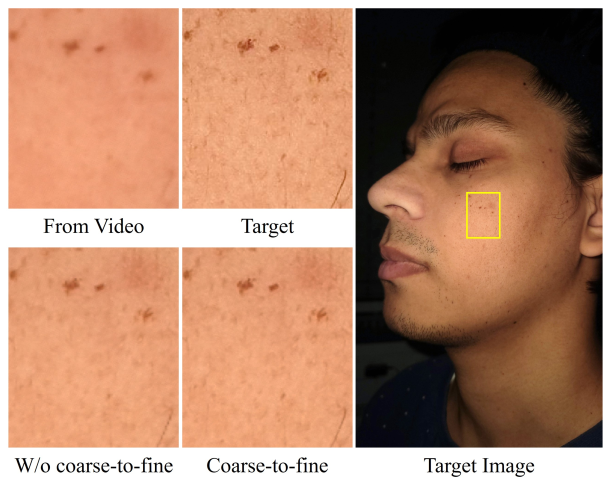 From Video
Target
W/o coarse-to-fine
Coarse-to-fine
Target Image